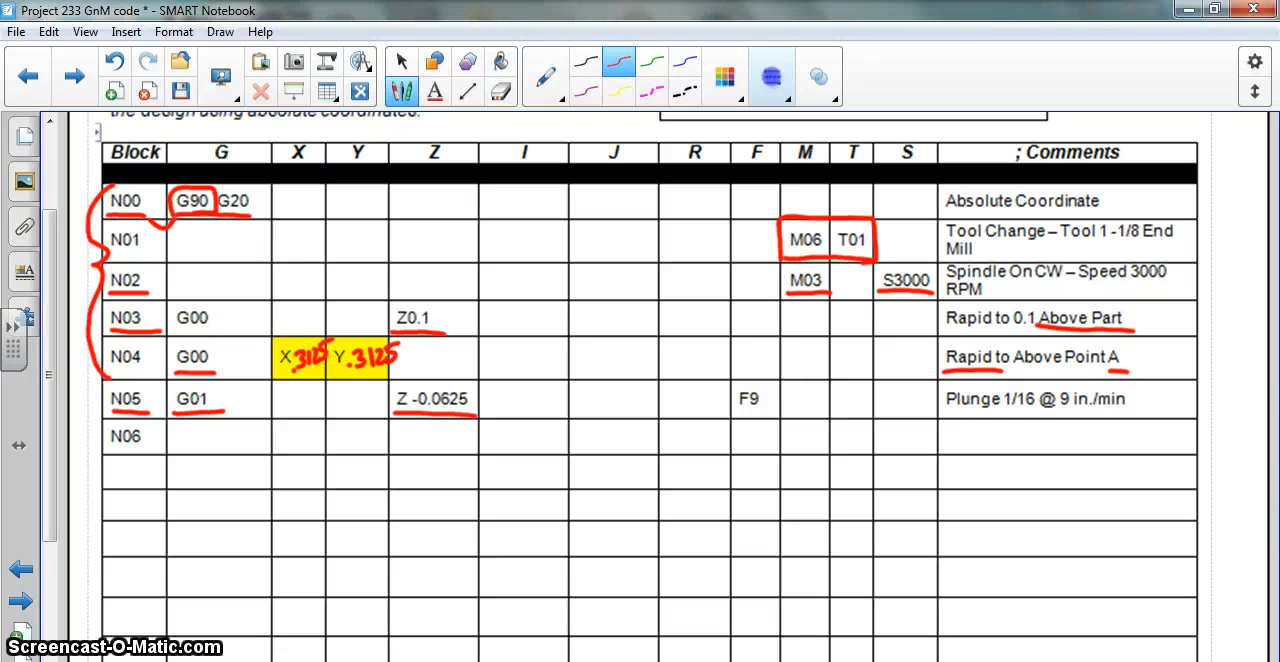 Project 233 GnM code * - SMART Notebook
File Edit View Insert Format Draw Help
the design using absolute coordinates.
Block G X Y Z I J R F M T S ; Comments
N00 G90 G20 Absolute Coordinate
N01 M06 T01 Tool Change – Tool 1 -1/8 End
Mill
N02 M03 S3000 Spindle On CW – Speed 3000
RPM
N03 G00 Z0.1 Rapid to 0.1 Above Part
N04 G00 X .3125 Y .3125 Rapid to Above Point A
N05 G01 Z -0.0625 F9 Plunge 1/16 @ 9 in./min
N06
Screencast-O-Matic.com